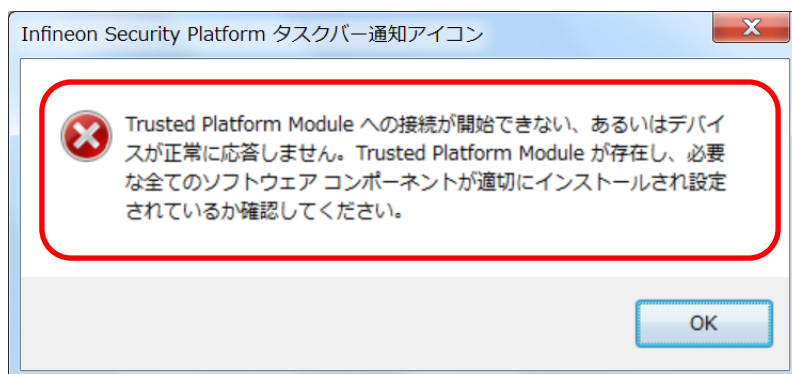 Infineon Security Platform タスクバー通知アイコン
Trusted Platform Module への接続が開始できない、あるいはデバイ
スが正常に応答しません。Trusted Platform Module が存在し、必要
な全てのソフトウェア コンポーネントが適切にインストールされ設定
されているか確認してください。
OK